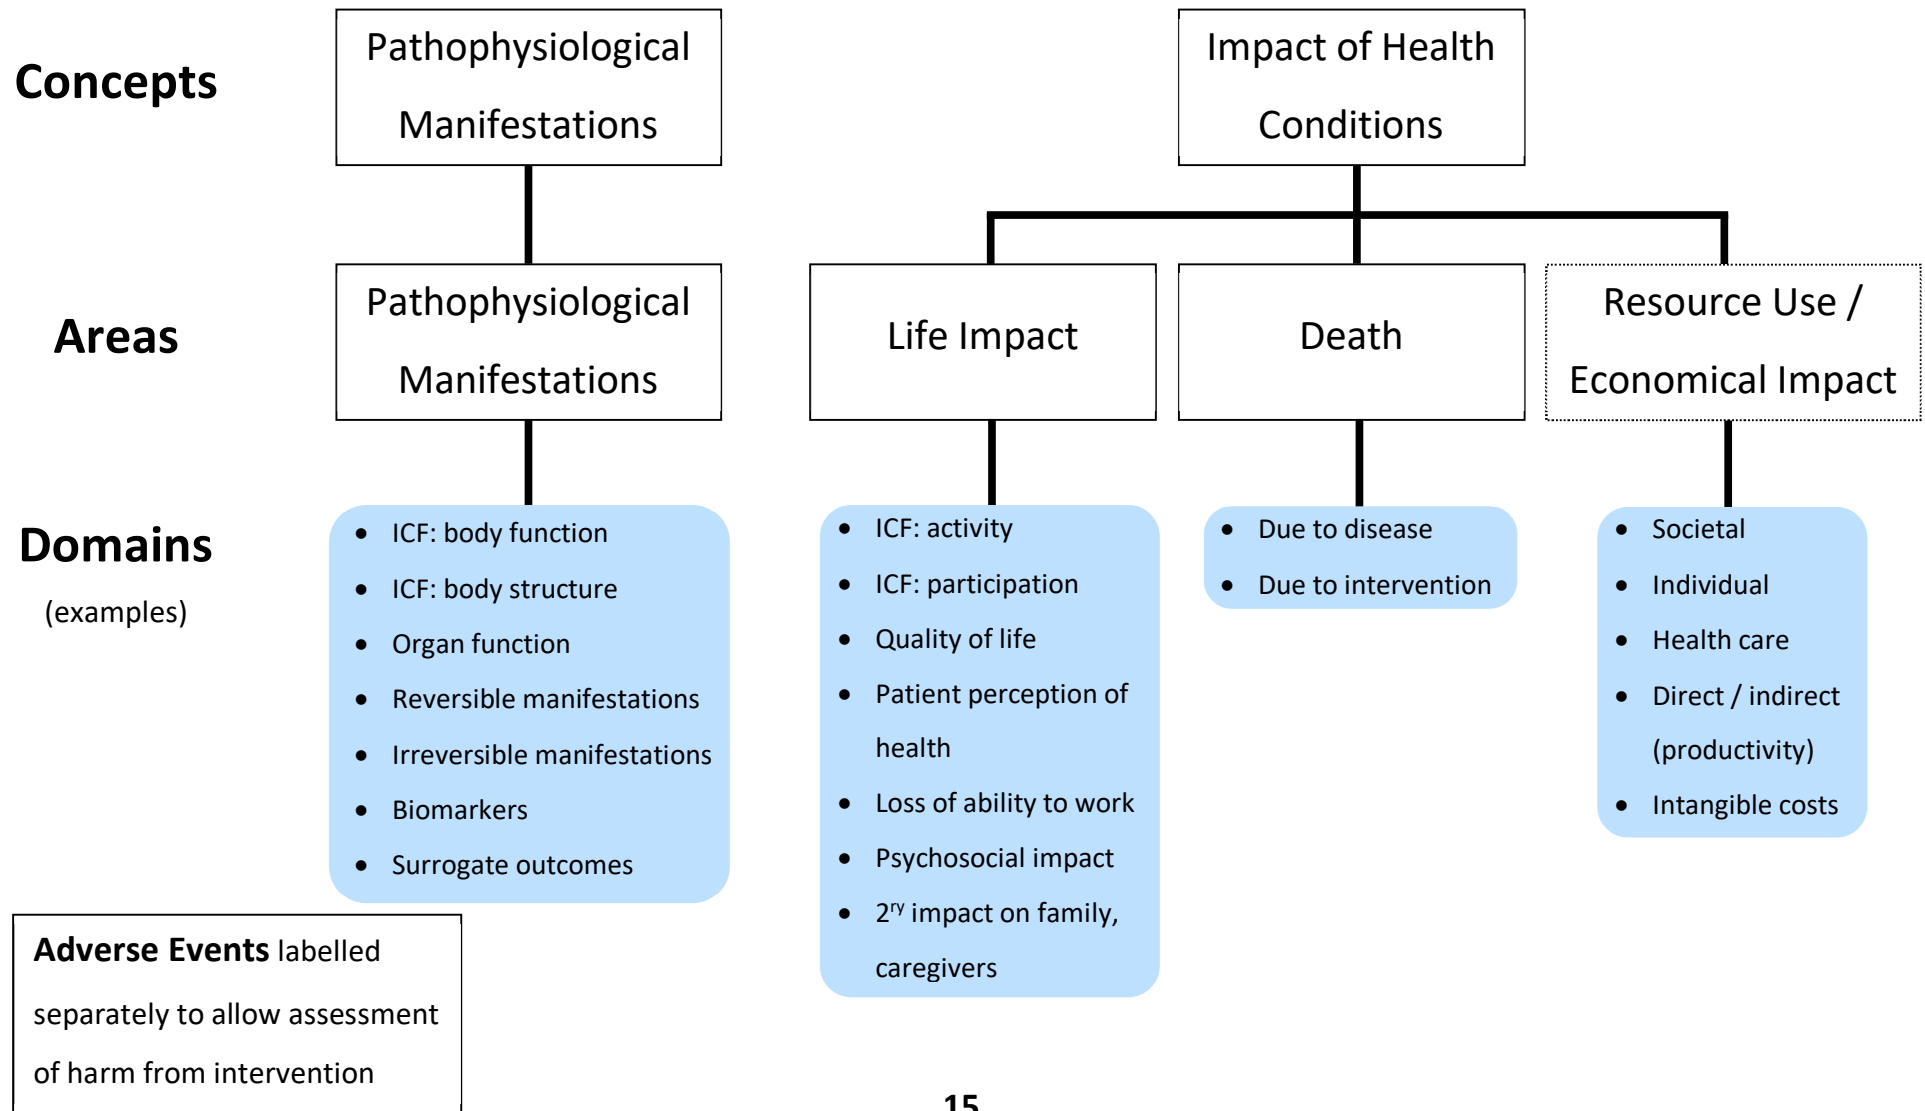 Concepts
Pathophysiological
Manifestations
Impact of Health
Conditions
Areas
Pathophysiological
Manifestations
Life Impact
Death
Resource Use /
Economical Impact
Domains
(examples)
• ICF: body function
• ICF: body structure
• Organ function
• Reversible manifestations
• Irreversible manifestations
• Biomarkers
• Surrogate outcomes
• ICF: activity
• ICF: participation
• Quality of life
• Patient perception of
health
• Loss of ability to work
• Psychosocial impact
• 2ry impact on family,
caregivers
• Due to disease
• Due to intervention
• Societal
• Individual
• Health care
• Direct / indirect
(productivity)
• Intangible costs
Adverse Events labelled
separately to allow assessment
of harm from intervention
15